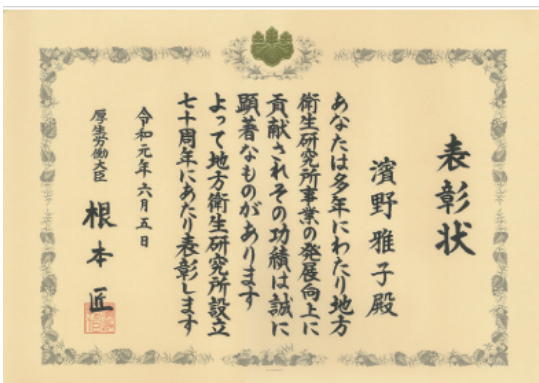 表彰状
濱野雅子殿
あなたは多年にわたり地方
衛生研究所事業の発展向上に
貢献されその功績は誠に
顕著なものがあります
よって地方衛生研究所設立
七十周年にあたり表彰します
令和元年六月五日
厚生労働大臣 根本匠